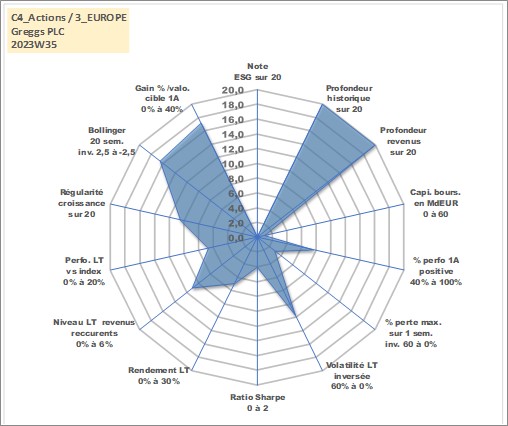 C4_Actions / 3_EUROPE
Greggs PLC
2023W35
Note
ESG sur 20
Profondeur
historique
sur 20
Profondeur
revenus
sur 20
Capi. bours.
en MdEUR
0 à 60
% perfo 1A
positive
40% à 100%
% perte max.
sur 1 sem.
inv. 60 à 0%
Volatilité LT
inversée
60% à 0%
Ratio Sharpe
0 à 2
Rendement LT
0% à 30%
Niveau LT revenus
reccurents
0% à 6%
Perfo. LT
vs index
0% à 20%
Régularité
croissance
sur 20
Bollinger
20 sem.
inv. 2,5 à -2,5
Gain % /valo.
cible 1A
0% à 40%
20,0
18,0
16,0
14,0
12,0
10,0
8,0
6,0
4,0
2,0
0,0